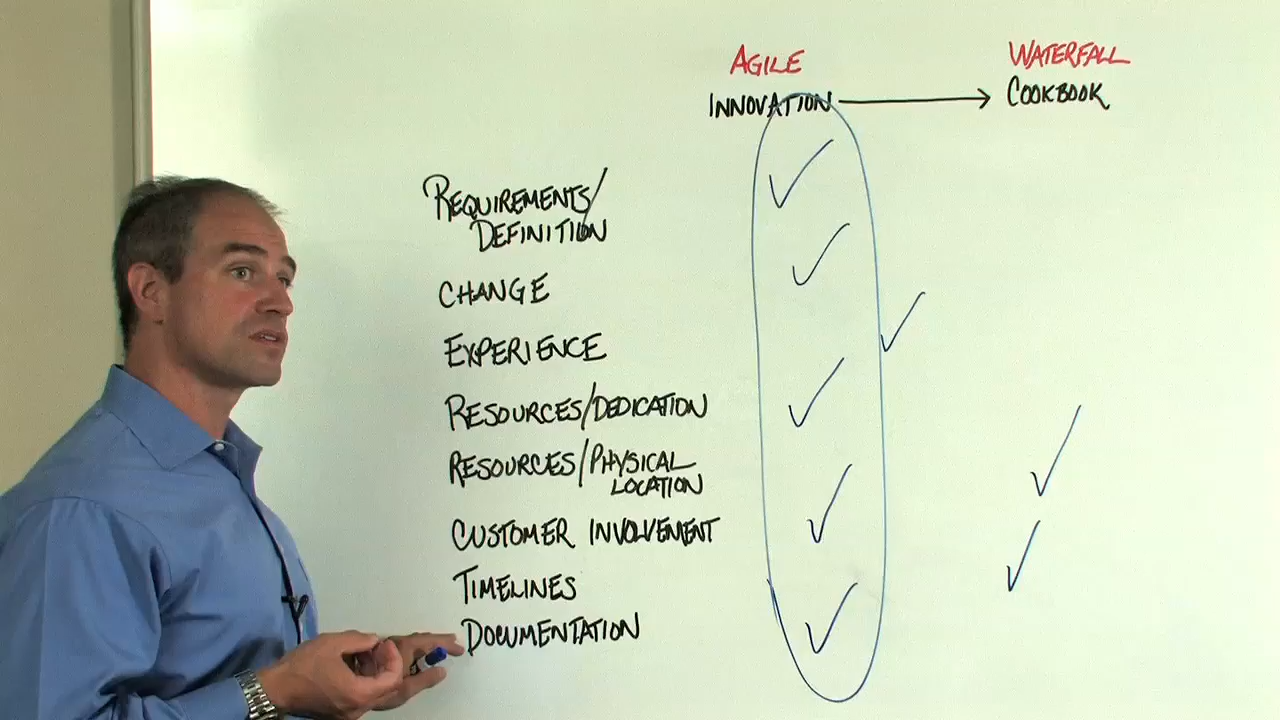 AGILE WATERFALL
INNOVATION COOKBOOK
REQUIREMENTS/
DEFINITION
CHANGE
EXPERIENCE
RESOURCES/DEDICATION
RESOURCES/PHYSICAL
LOCATION
CUSTOMER INVOLVEMENT
TIMELINES
DOCUMENTATION